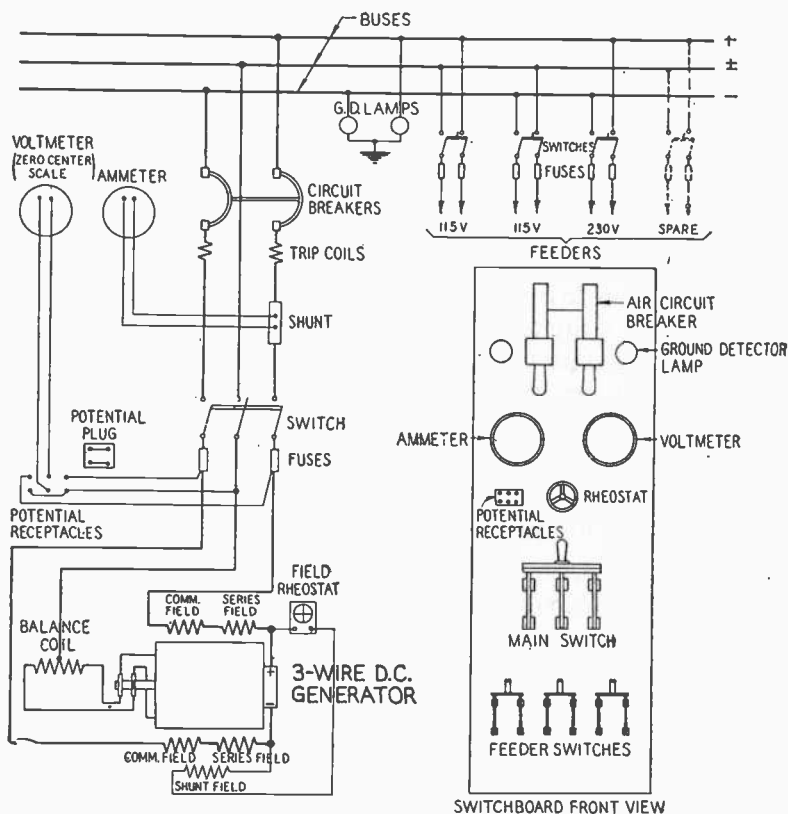 BUSES
+
±
−
G.D. LAMPS
VOLTMETER
(ZERO CENTER
SCALE)
AMMETER
CIRCUIT
BREAKERS
SWITCHES
FUSES
115V
115V
230V
SPARE
FEEDERS
TRIP COILS
SHUNT
POTENTIAL
PLUG
SWITCH
FUSES
POTENTIAL
RECEPTACLES
FIELD
RHEOSTAT
COMM.
FIELD
SERIES
FIELD
BALANCE
COIL
+
−
3-WIRE D.C.
GENERATOR
COMM. FIELD
SERIES FIELD
SHUNT FIELD
AIR CIRCUIT
BREAKER
GROUND DETECTOR
LAMP
AMMETER
VOLTMETER
POTENTIAL
RECEPTACLES
RHEOSTAT
MAIN SWITCH
FEEDER SWITCHES
SWITCHBOARD FRONT VIEW